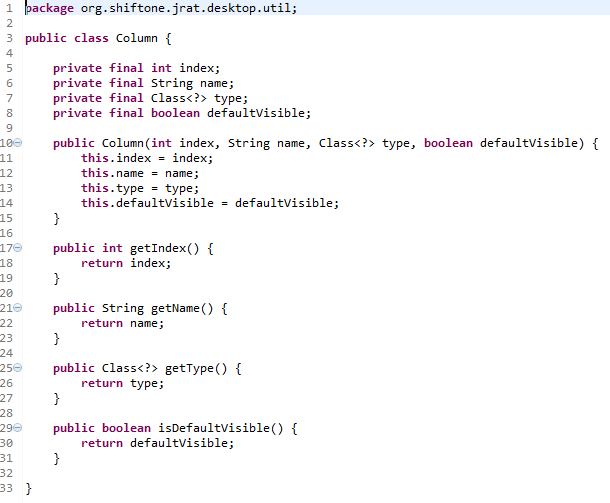 1 package org.shiftone.jrat.desktop.util;
2
3 public class Column {
4
5     private final int index;
6     private final String name;
7     private final Class<?> type;
8     private final boolean defaultVisible;
9
10     public Column(int index, String name, Class<?> type, boolean defaultVisible) {
11         this.index = index;
12         this.name = name;
13         this.type = type;
14         this.defaultVisible = defaultVisible;
15     }
16
17     public int getIndex() {
18         return index;
19     }
20
21     public String getName() {
22         return name;
23     }
24
25     public Class<?> getType() {
26         return type;
27     }
28
29     public boolean isDefaultVisible() {
30         return defaultVisible;
31     }
32
33 }